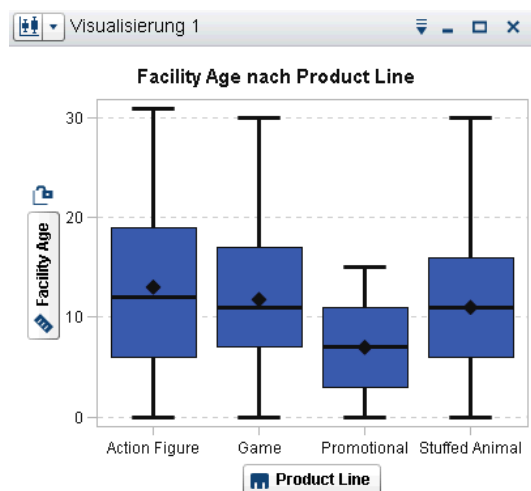 Visualisierung 1
Facility Age nach Product Line
30
20
10
0
Facility Age
Action Figure Game Promotional Stuffed Animal
Product Line